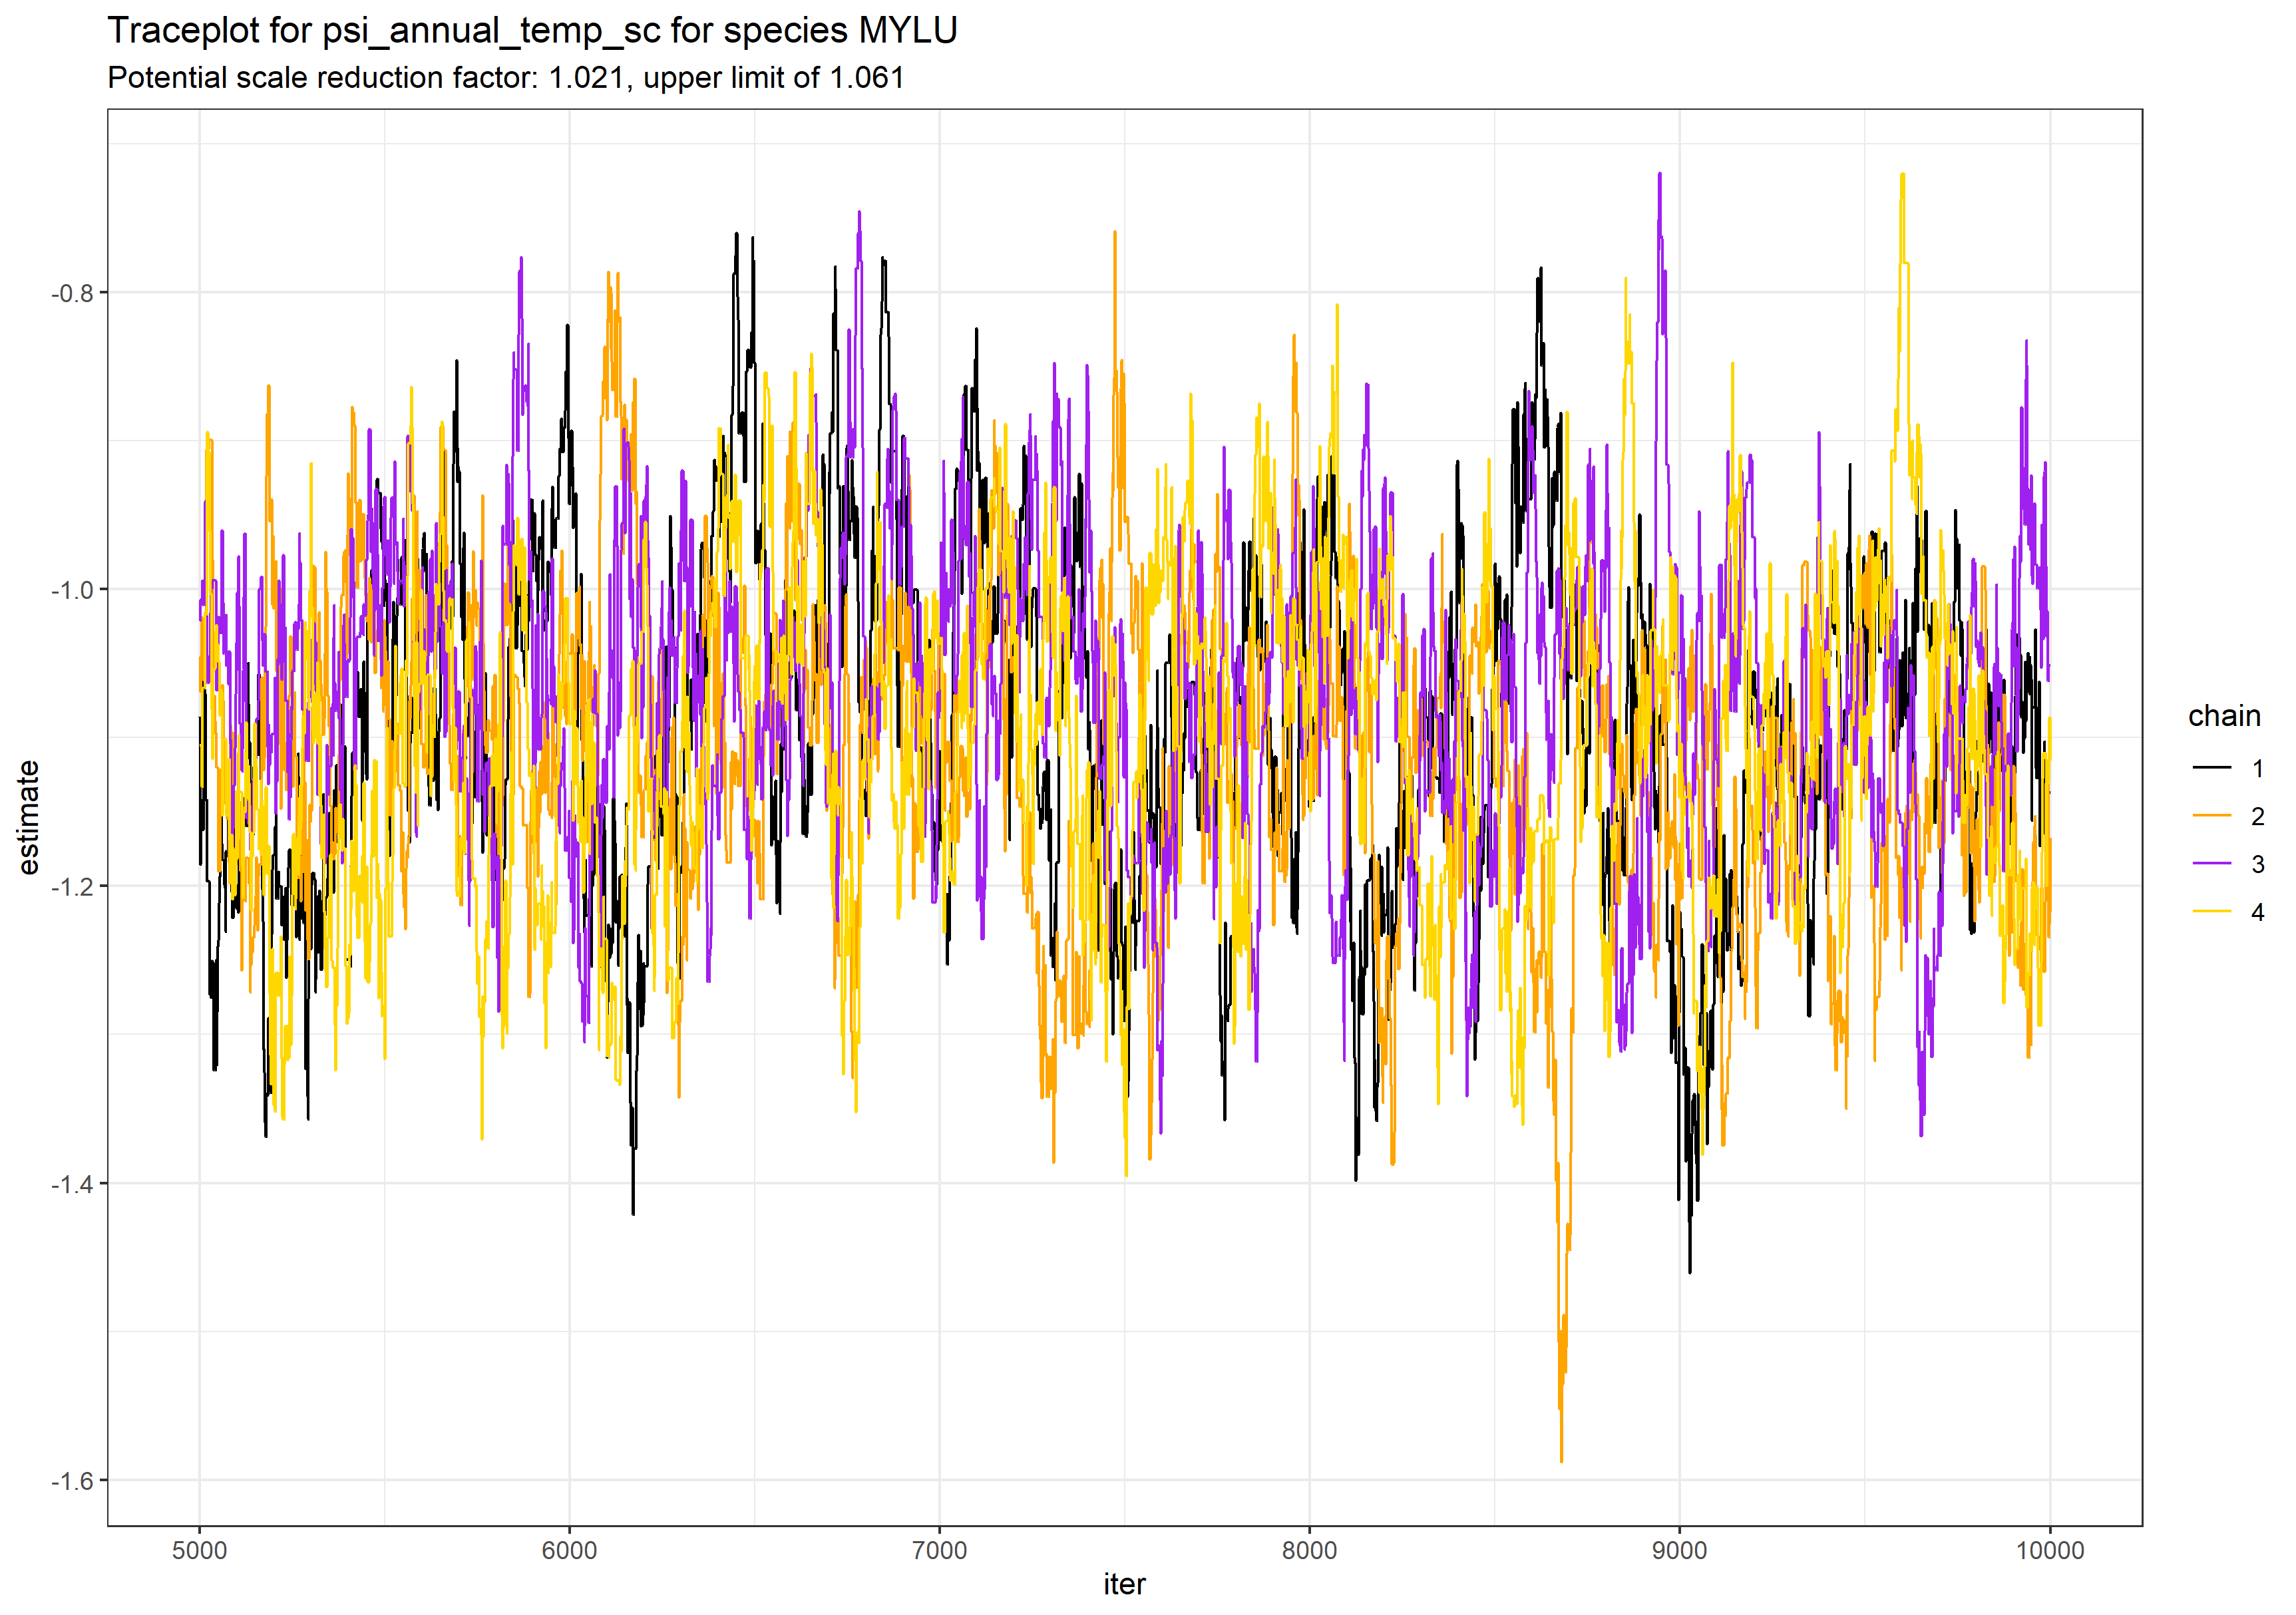 Traceplot for psi_annual_temp_sc for species MYLU
Potential scale reduction factor: 1.021, upper limit of 1.061
estimate
-0.8
-1.0
-1.2
-1.4
-1.6
5000 6000 7000 8000 9000 10000
iter
chain
1
2
3
4